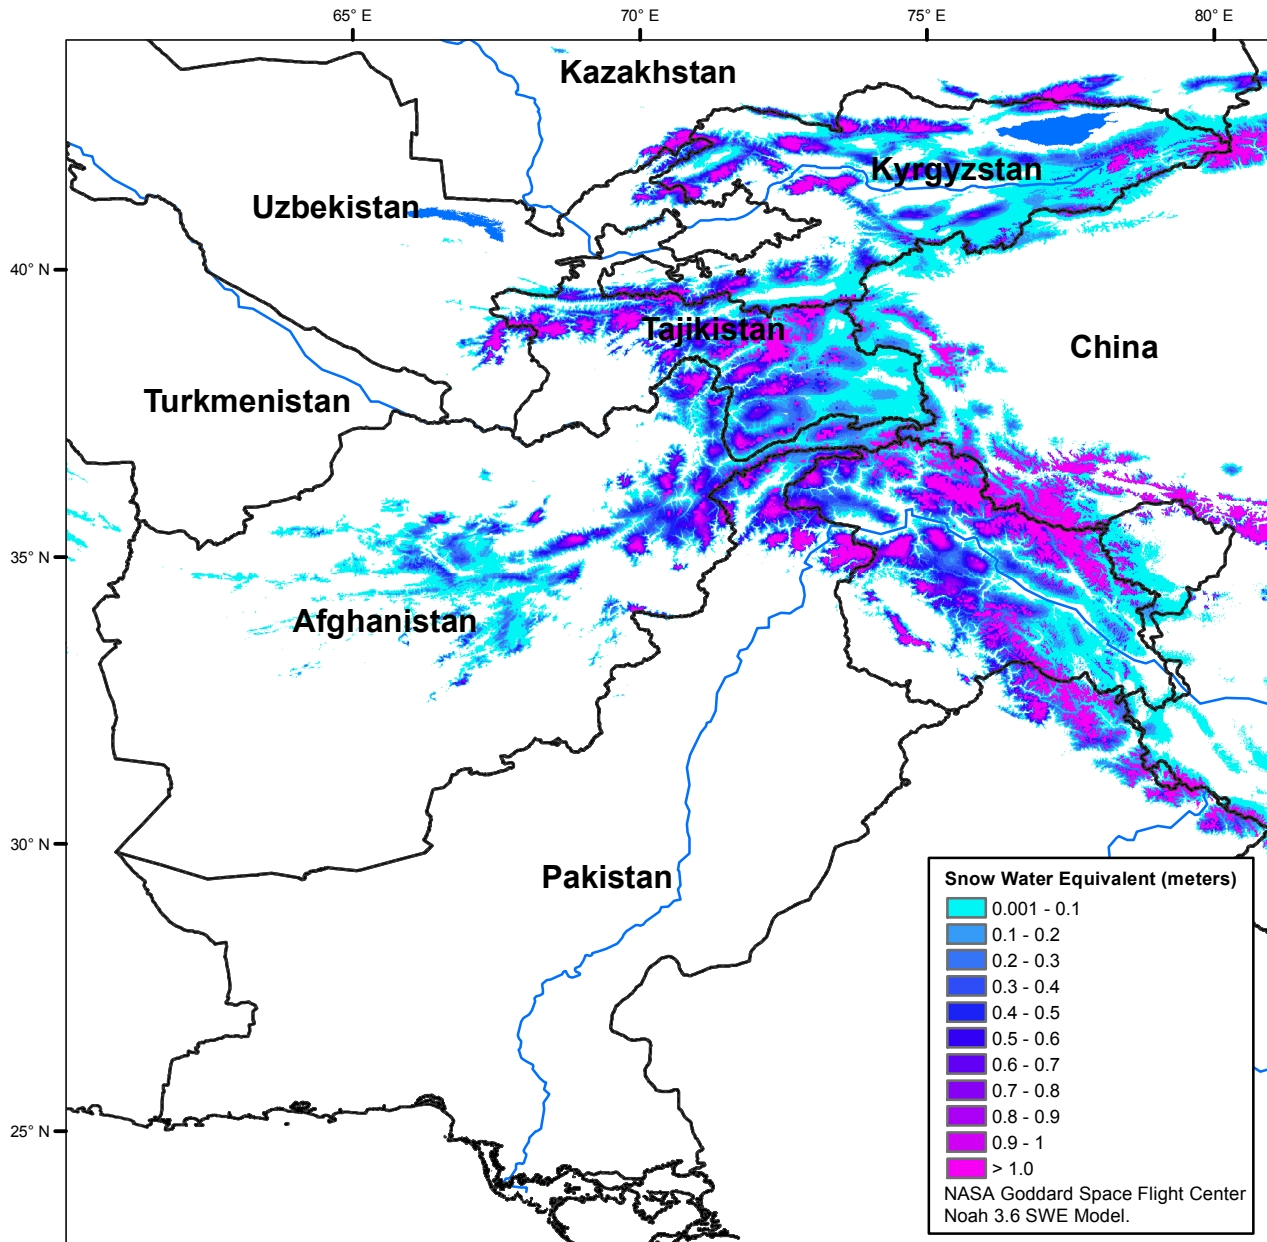 65° E
70° E
75° E
80° E
Kazakhstan
Kyrgyzstan
Uzbekistan
40° N
Tajikistan
China
Turkmenistan
35° N
Afghanistan
30° N
Pakistan
25° N
Snow Water Equivalent (meters)
0.001 - 0.1
0.1 - 0.2
0.2 - 0.3
0.3 - 0.4
0.4 - 0.5
0.5 - 0.6
0.6 - 0.7
0.7 - 0.8
0.8 - 0.9
0.9 - 1
> 1.0
NASA Goddard Space Flight Center
Noah 3.6 SWE Model.